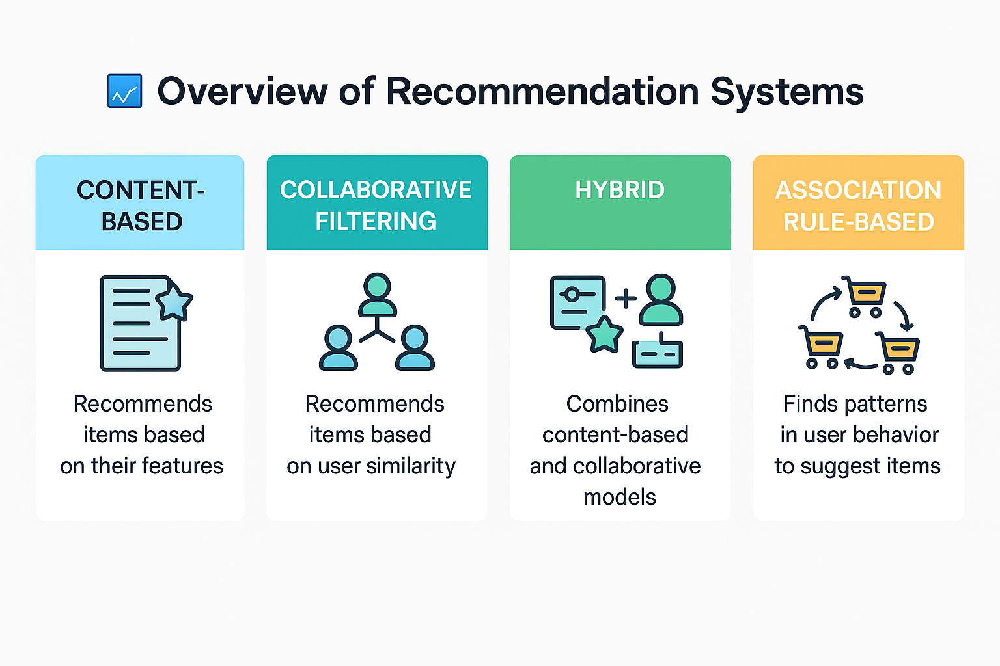 Overview of Recommendation Systems
CONTENT-
BASED
Recommends
items based
on their features
COLLABORATIVE
FILTERING
Recommends
items based
on user similarity
HYBRID
Combines
content-based
and collaborative
models
ASSOCIATION
RULE-BASED
Finds patterns
in user behavior
to suggest items